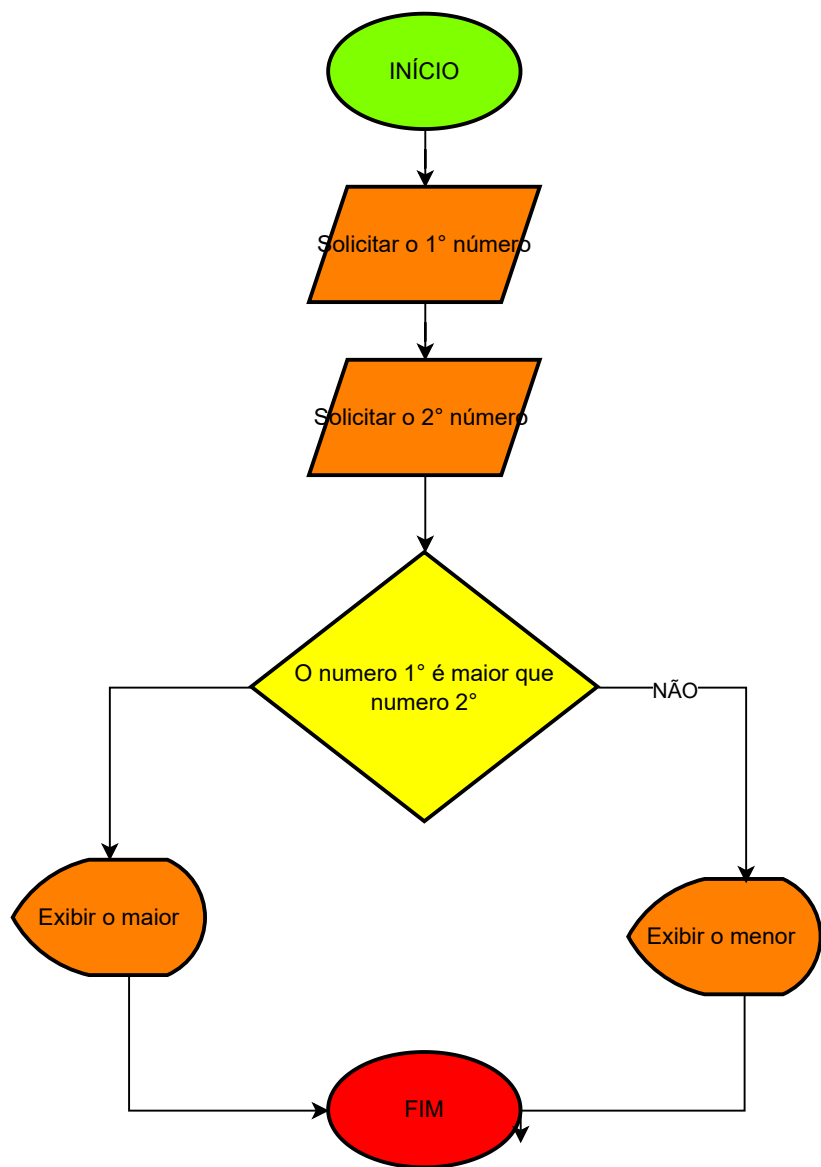 INÍCIO
Solicitar o 1° número
Solicitar o 2° número
O numero 1° é maior que
numero 2°
NÃO
Exibir o maior
Exibir o menor
FIM